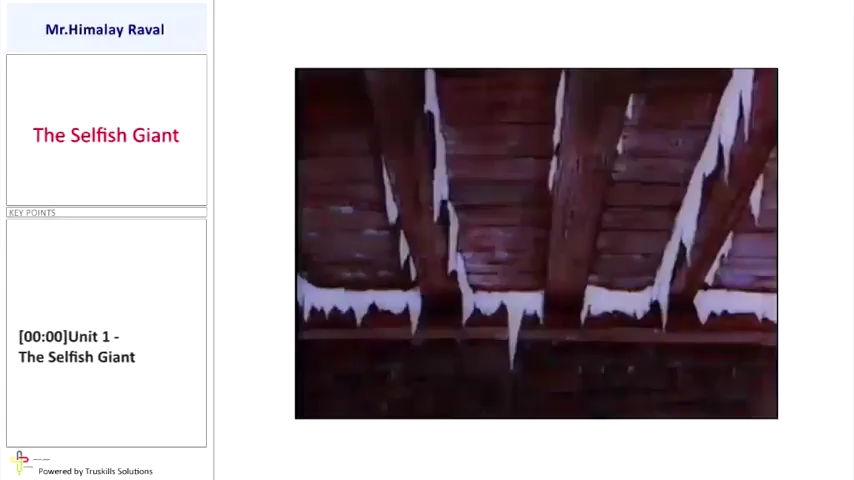 Mr.Himalay Raval
The Selfish Giant
KEY POINTS
[00:00]Unit 1 -
The Selfish Giant
Powered by Truskills Solutions